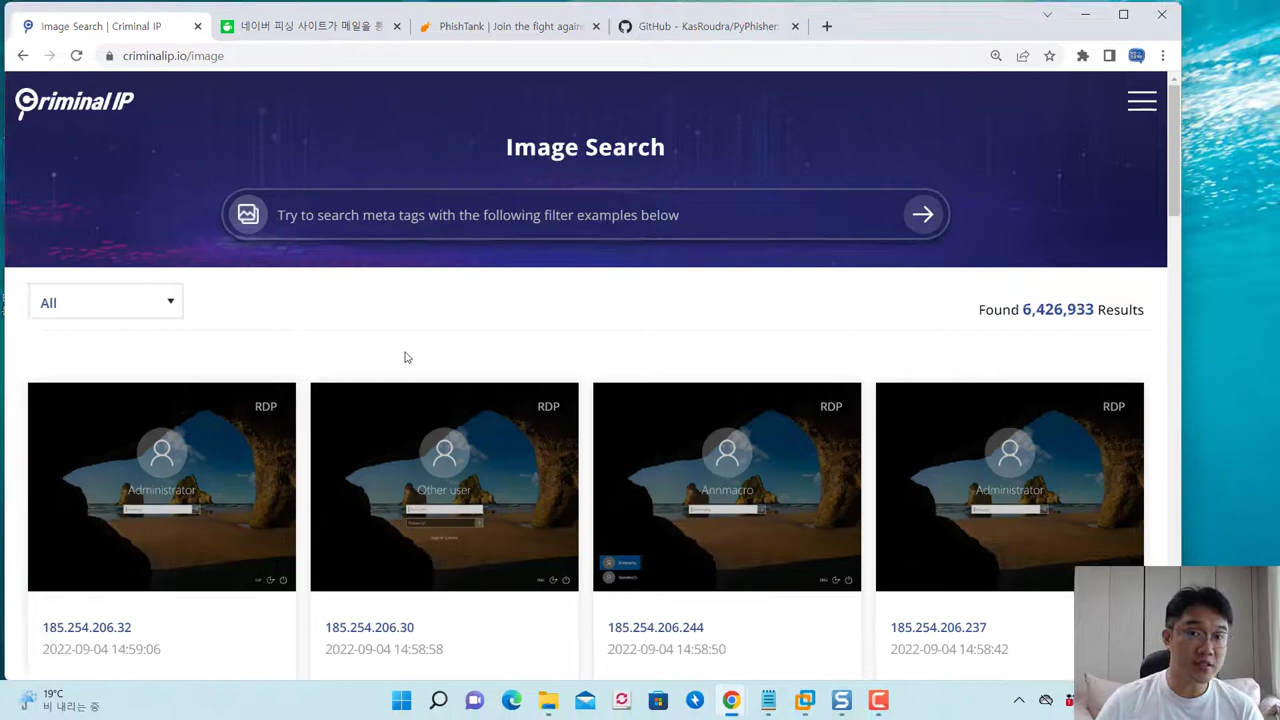 Image Search | Criminal IP
네이버 피싱 사이트가 메일을 통
PhishTank | Join the fight again
GitHub - KasRoudra/PyPhisher:
criminalip.io/image
Criminal IP
Image Search
Try to search meta tags with the following filter examples below
All
Found 6,426,933 Results
RDP
RDP
RDP
RDP
Administrator
Other user
Annmacro
Administrator
185.254.206.32
185.254.206.30
185.254.206.244
185.254.206.237
2022-09-04 14:59:06
2022-09-04 14:58:58
2022-09-04 14:58:50
2022-09-04 14:58:42
19°C
비 내리는 중